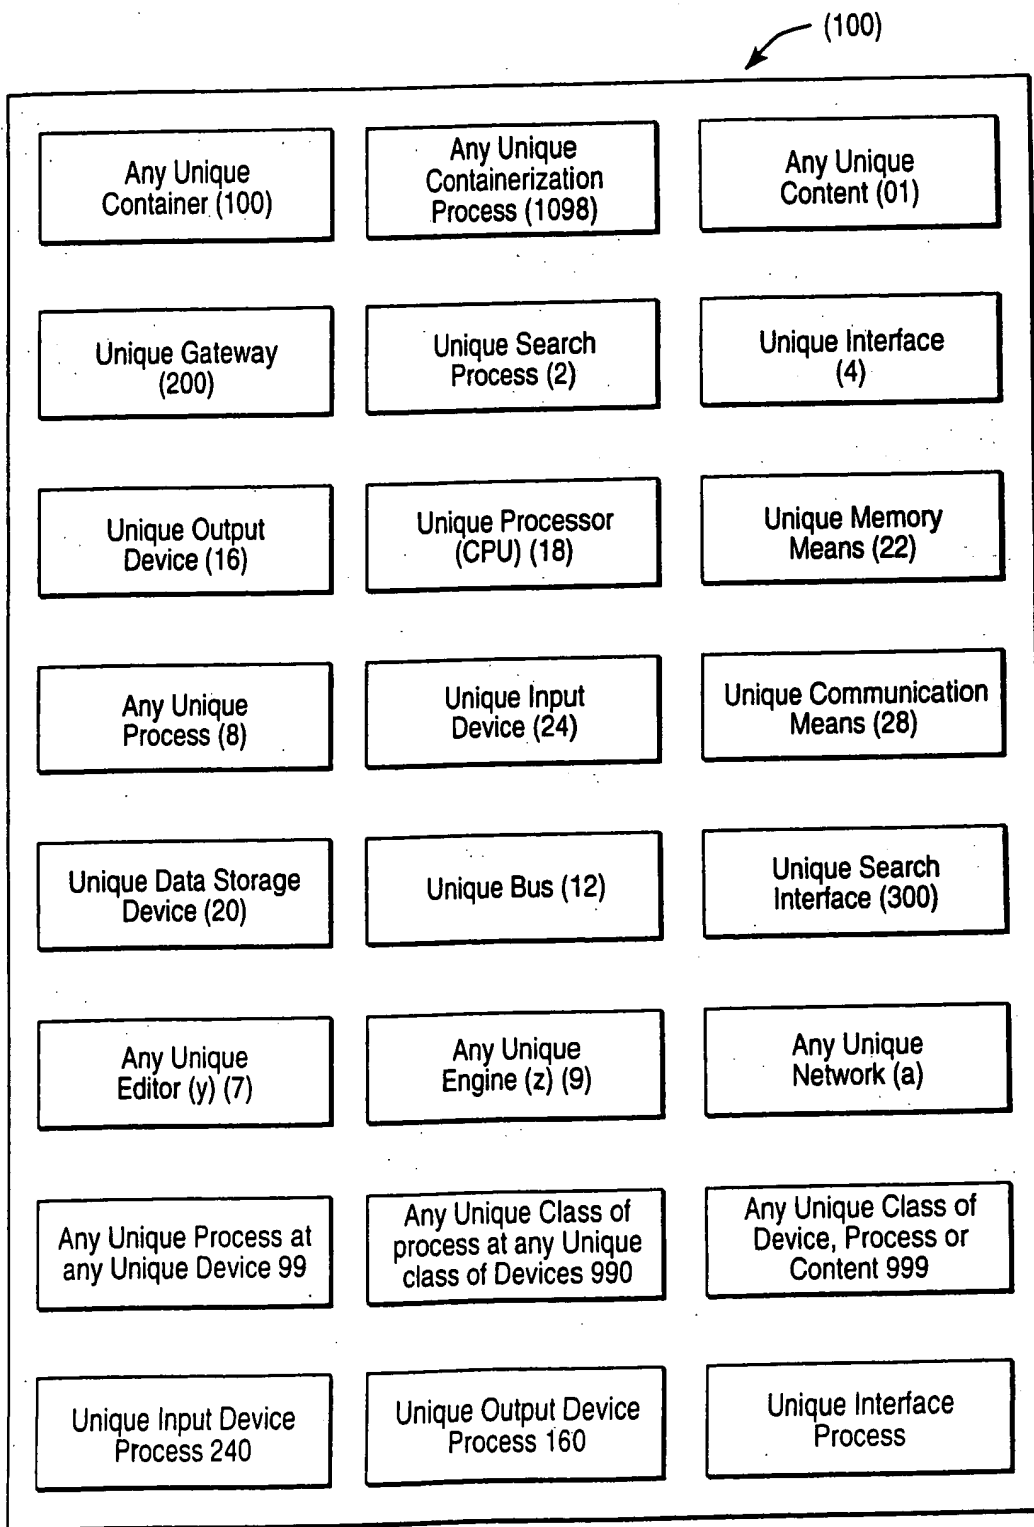 (100)
Any Unique
Container (100)
Any Unique
Containerization
Process (1098)
Any Unique
Content (01)
Unique Gateway
(200)
Unique Search
Process (2)
Unique Interface
(4)
Unique Output
Device (16)
Unique Processor
(CPU) (18)
Unique Memory
Means (22)
Any Unique
Process (8)
Unique Input
Device (24)
Unique Communication
Means (28)
Unique Data Storage
Device (20)
Unique Bus (12)
Unique Search
Interface (300)
Any Unique
Editor (y) (7)
Any Unique
Engine (z) (9)
Any Unique
Network (a)
Any Unique Process at
any Unique Device 99
Any Unique Class of
process at any Unique
class of Devices 990
Any Unique Class of
Device, Process or
Content 999
Unique Input Device
Process 240
Unique Output Device
Process 160
Unique Interface
Process